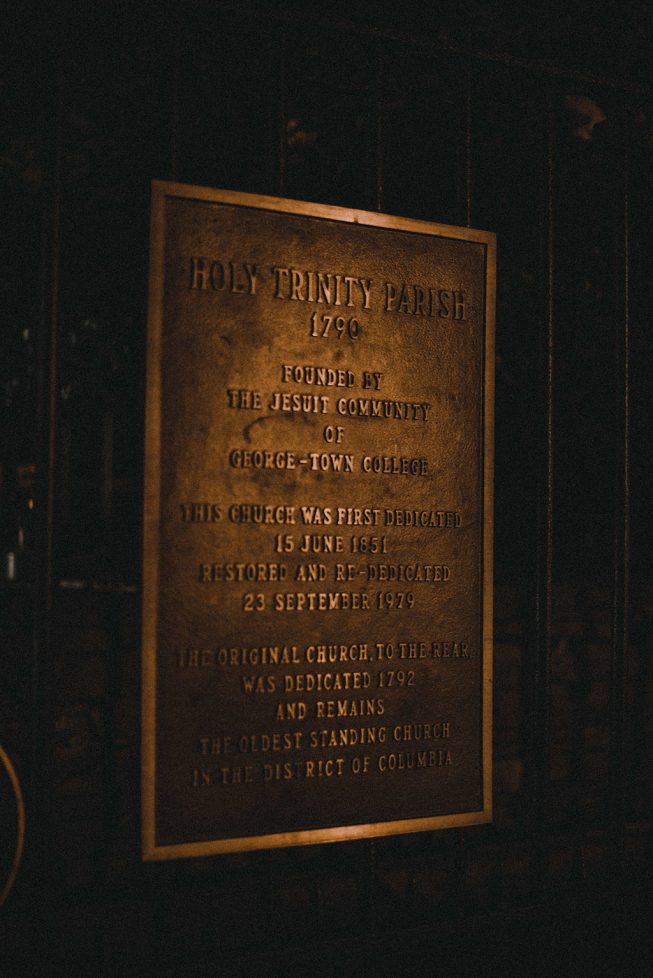 HOLY TRINITY PARISH
1790
FOUNDED BY
THE JESUIT COMMUNITY
OF
GEORGE-TOWN COLLEGE
THIS CHURCH WAS FIRST DEDICATED
15 JUNE 1851
RESTORED AND RE-DEDICATED
23 SEPTEMBER 1979
THE ORIGINAL CHURCH, TO THE REAR,
WAS DEDICATED 1792
AND REMAINS
THE OLDEST STANDING CHURCH
IN THE DISTRICT OF COLUMBIA